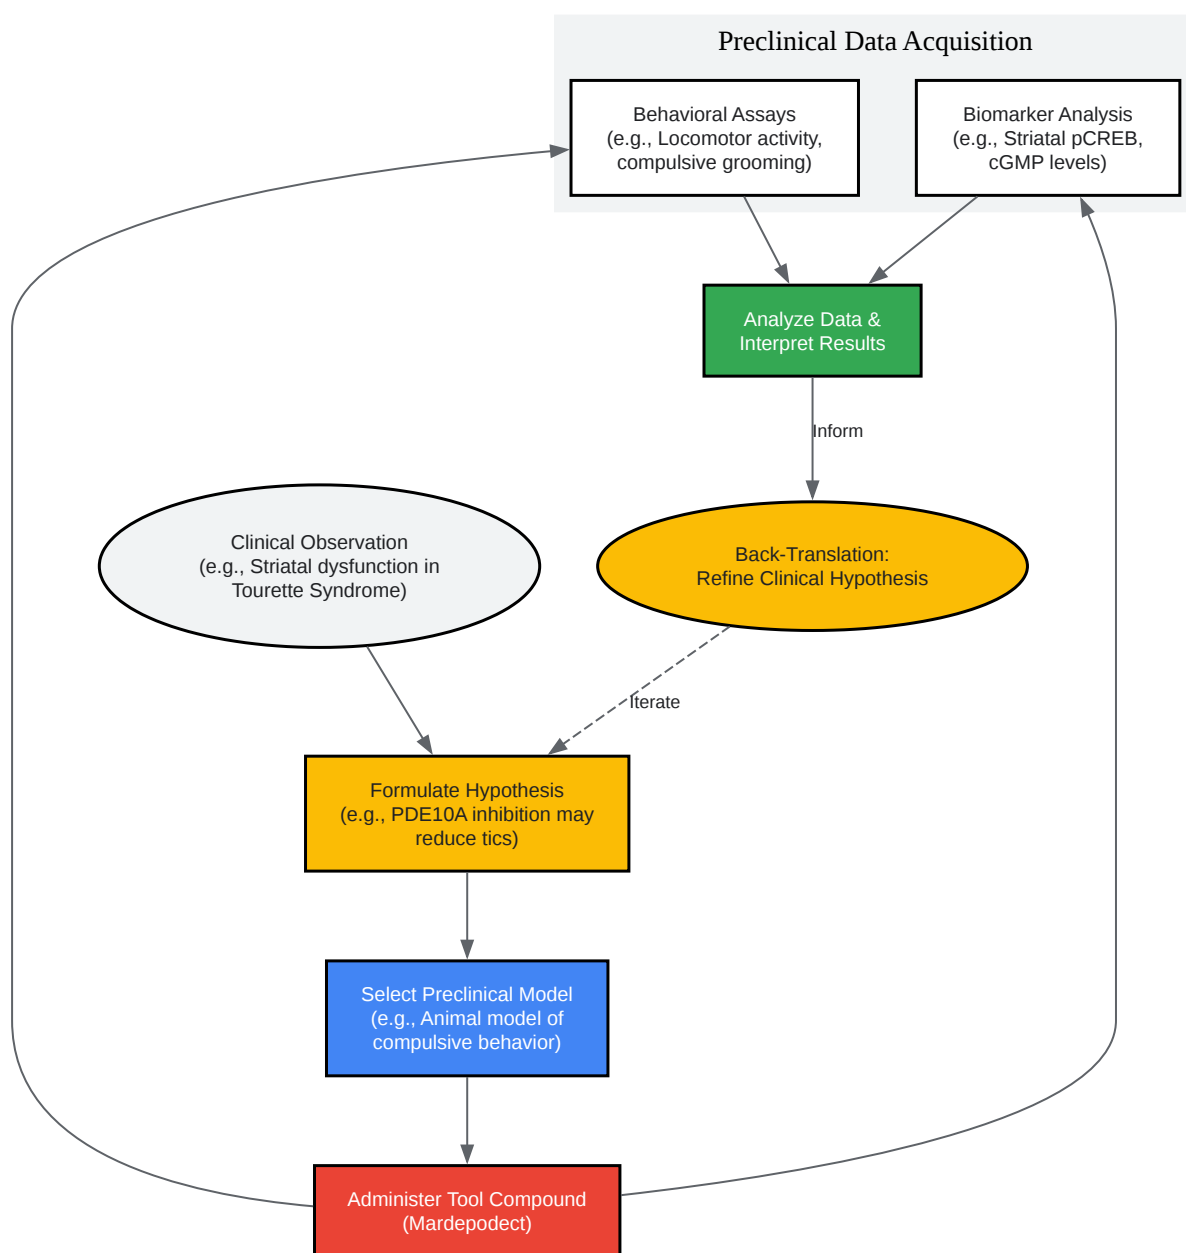 Preclinical Data Acquisition
Behavioral Assays
(e.g., Locomotor activity,
compulsive grooming)
Biomarker Analysis
(e.g., Striatal pCREB,
cGMP levels)
Analyze Data &
Interpret Results
Inform
Clinical Observation
(e.g., Striatal dysfunction in
Tourette Syndrome)
Back-Translation:
Refine Clinical Hypothesis
Iterate
Formulate Hypothesis
(e.g., PDE10A inhibition may
reduce tics)
Select Preclinical Model
(e.g., Animal model of
compulsive behavior)
Administer Tool Compound
(Mardepodect)